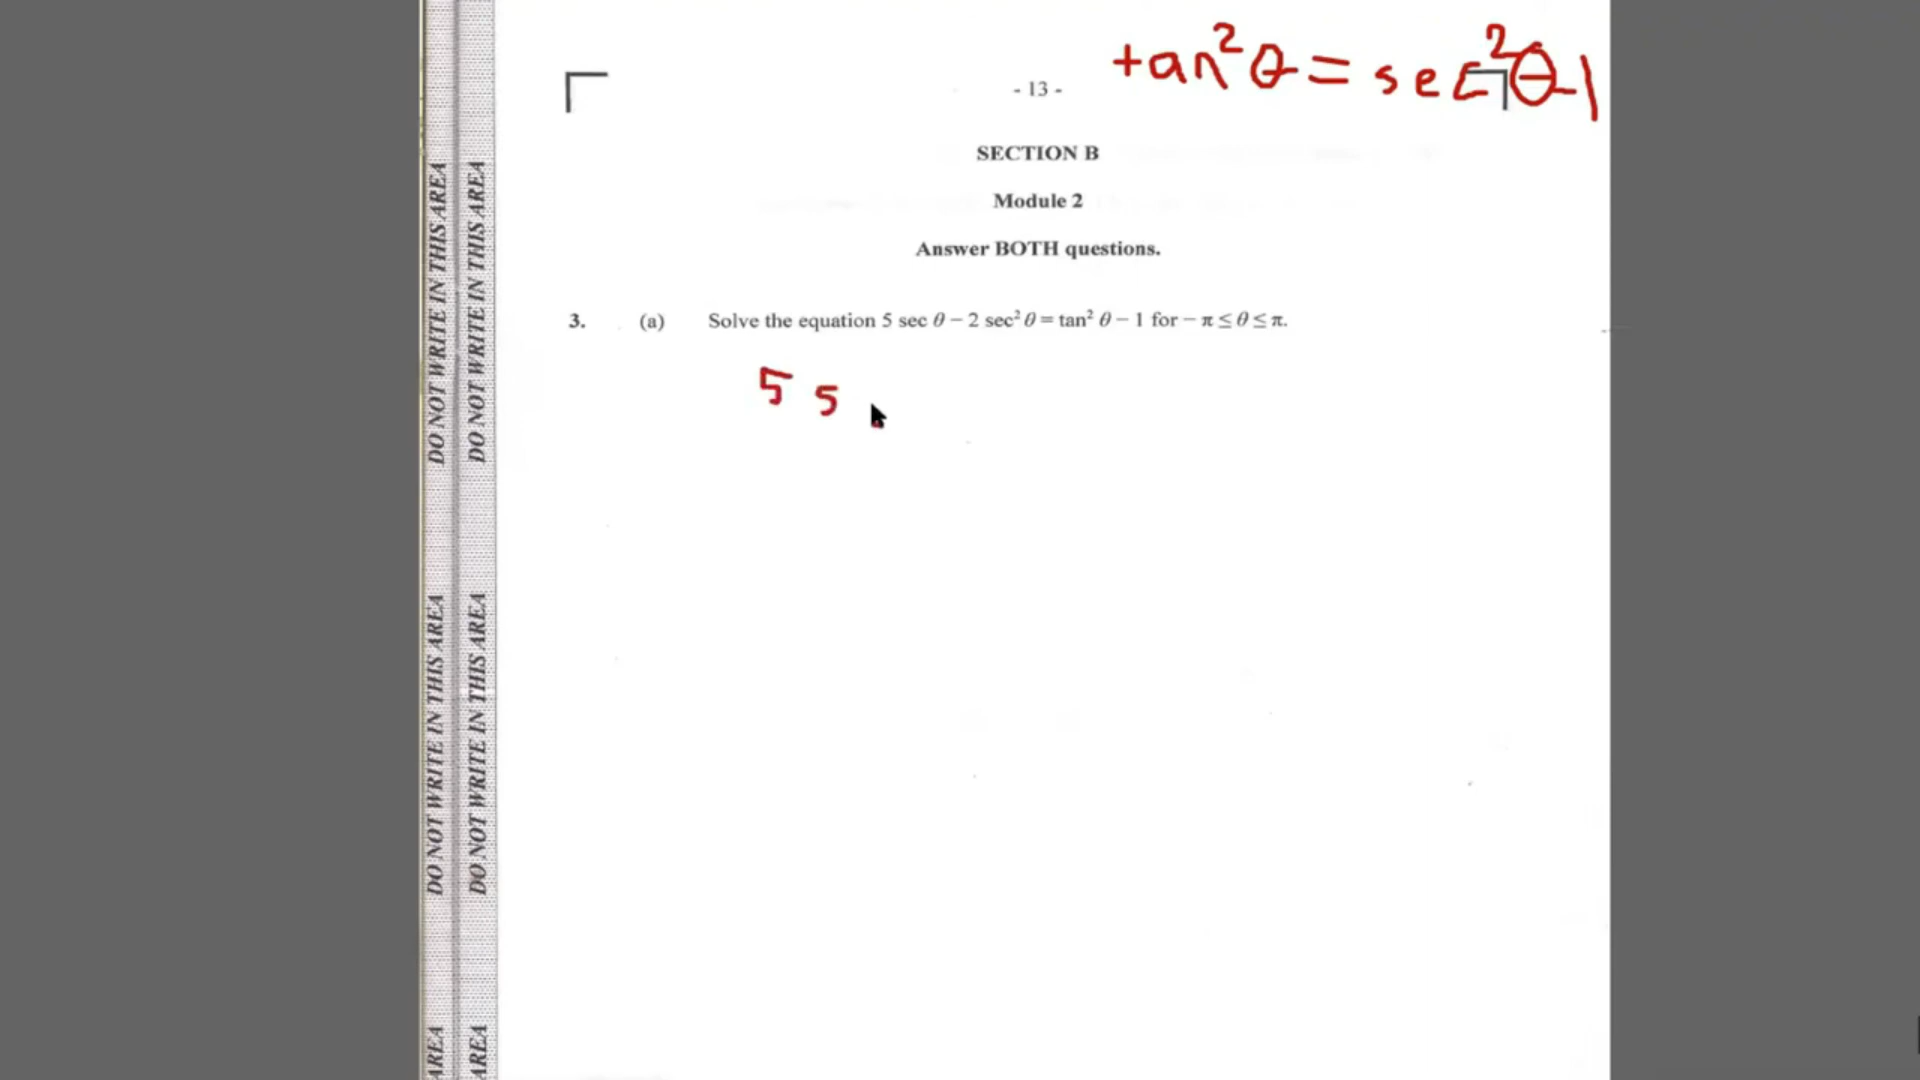 tan²θ = sec²θ-1
- 13 -
SECTION B
Module 2
Answer BOTH questions.
3. (a) Solve the equation 5 sec θ – 2 sec² θ = tan² θ – 1 for – π ≤ θ ≤ π.
5 s
DO NOT WRITE IN THIS AREA
DO NOT WRITE IN THIS AREA
DO NOT WRITE IN THIS AREA
DO NOT WRITE IN THIS AREA
AREA
AREA